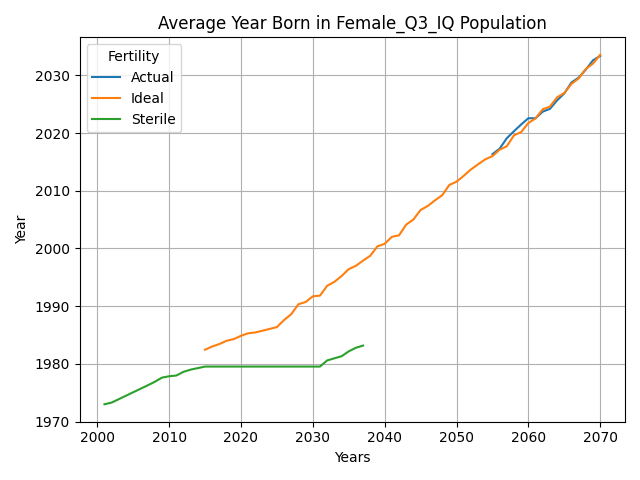 Average Year Born in Female_Q3_IQ Population
Fertility
Actual
Ideal
Sterile
Year
2030
2020
2010
2000
1990
1980
1970
2000 2010 2020 2030 2040 2050 2060 2070
Years